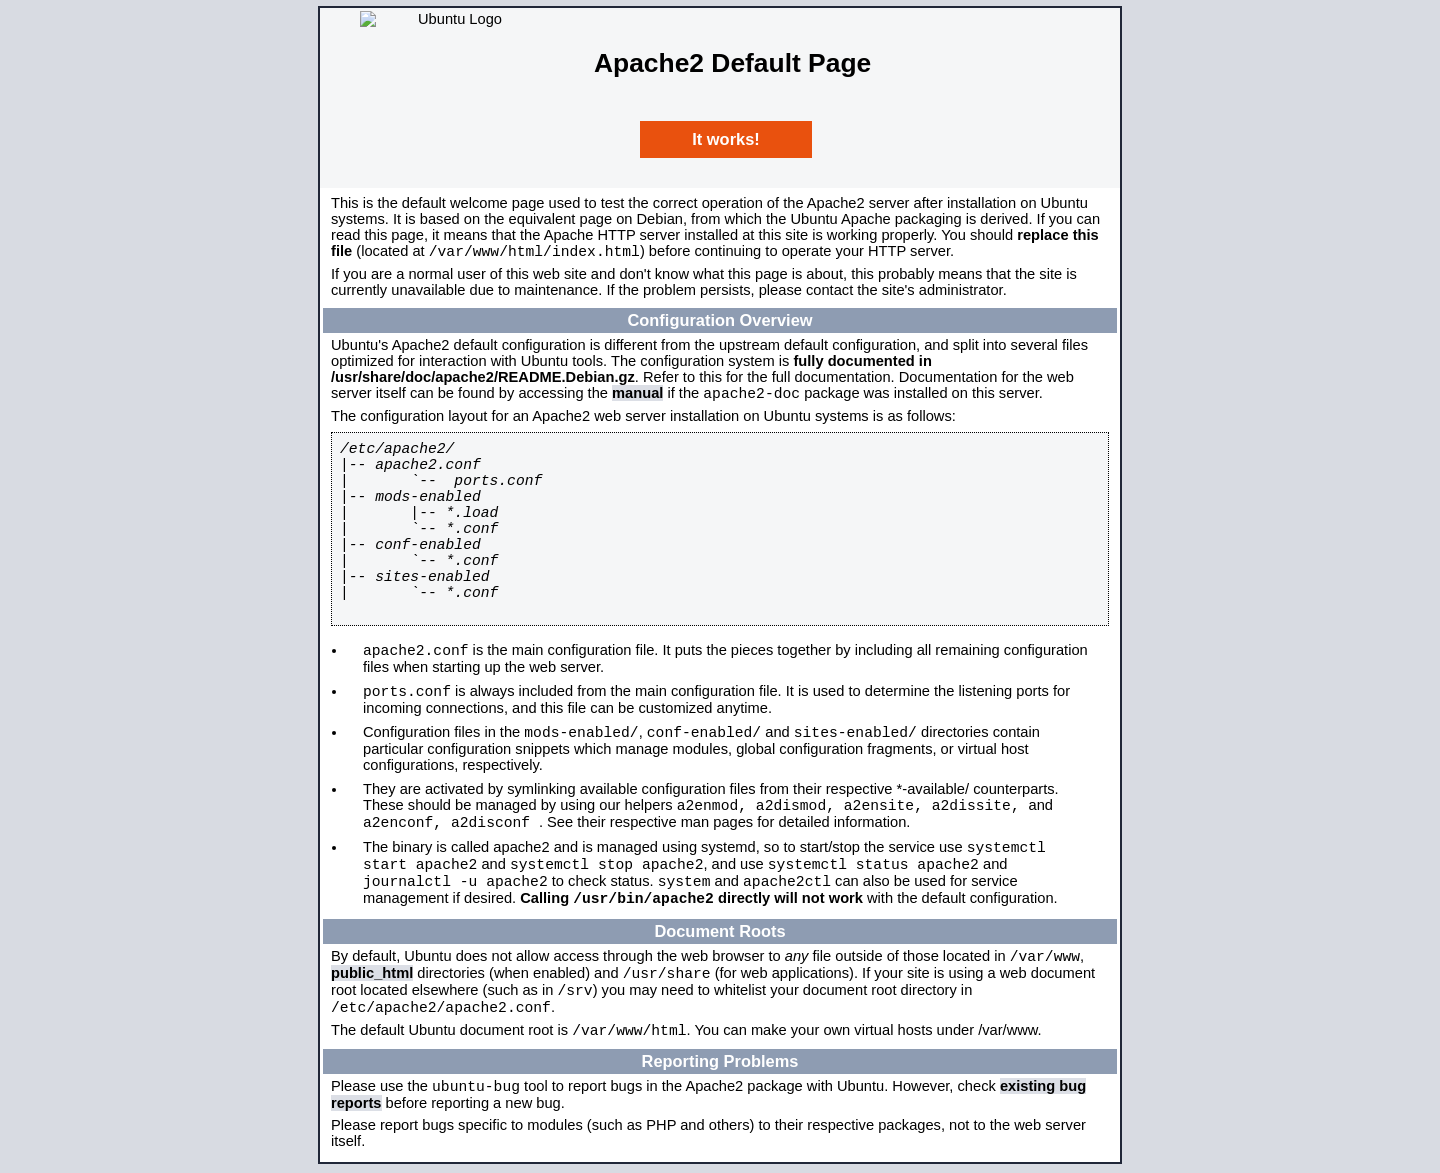 Ubuntu Logo
Apache2 Default Page
It works!
This is the default welcome page used to test the correct operation of the Apache2 server after installation on Ubuntu
systems. It is based on the equivalent page on Debian, from which the Ubuntu Apache packaging is derived. If you can
read this page, it means that the Apache HTTP server installed at this site is working properly. You should replace this
file (located at /var/www/html/index.html) before continuing to operate your HTTP server.
If you are a normal user of this web site and don't know what this page is about, this probably means that the site is
currently unavailable due to maintenance. If the problem persists, please contact the site's administrator.
Configuration Overview
Ubuntu's Apache2 default configuration is different from the upstream default configuration, and split into several files
optimized for interaction with Ubuntu tools. The configuration system is fully documented in
/usr/share/doc/apache2/README.Debian.gz. Refer to this for the full documentation. Documentation for the web
server itself can be found by accessing the manual if the apache2-doc package was installed on this server.
The configuration layout for an Apache2 web server installation on Ubuntu systems is as follows:
/etc/apache2/
|-- apache2.conf
|       `--  ports.conf
|-- mods-enabled
|       |-- *.load
|       `-- *.conf
|-- conf-enabled
|       `-- *.conf
|-- sites-enabled
|       `-- *.conf
• apache2.conf is the main configuration file. It puts the pieces together by including all remaining configuration
files when starting up the web server.
• ports.conf is always included from the main configuration file. It is used to determine the listening ports for
incoming connections, and this file can be customized anytime.
• Configuration files in the mods-enabled/, conf-enabled/ and sites-enabled/ directories contain
particular configuration snippets which manage modules, global configuration fragments, or virtual host
configurations, respectively.
• They are activated by symlinking available configuration files from their respective *-available/ counterparts.
These should be managed by using our helpers a2enmod, a2dismod, a2ensite, a2dissite, and
a2enconf, a2disconf . See their respective man pages for detailed information.
• The binary is called apache2 and is managed using systemd, so to start/stop the service use systemctl
start apache2 and systemctl stop apache2, and use systemctl status apache2 and
journalctl -u apache2 to check status. system and apache2ctl can also be used for service
management if desired. Calling /usr/bin/apache2 directly will not work with the default configuration.
Document Roots
By default, Ubuntu does not allow access through the web browser to any file outside of those located in /var/www,
public_html directories (when enabled) and /usr/share (for web applications). If your site is using a web document
root located elsewhere (such as in /srv) you may need to whitelist your document root directory in
/etc/apache2/apache2.conf.
The default Ubuntu document root is /var/www/html. You can make your own virtual hosts under /var/www.
Reporting Problems
Please use the ubuntu-bug tool to report bugs in the Apache2 package with Ubuntu. However, check existing bug
reports before reporting a new bug.
Please report bugs specific to modules (such as PHP and others) to their respective packages, not to the web server
itself.